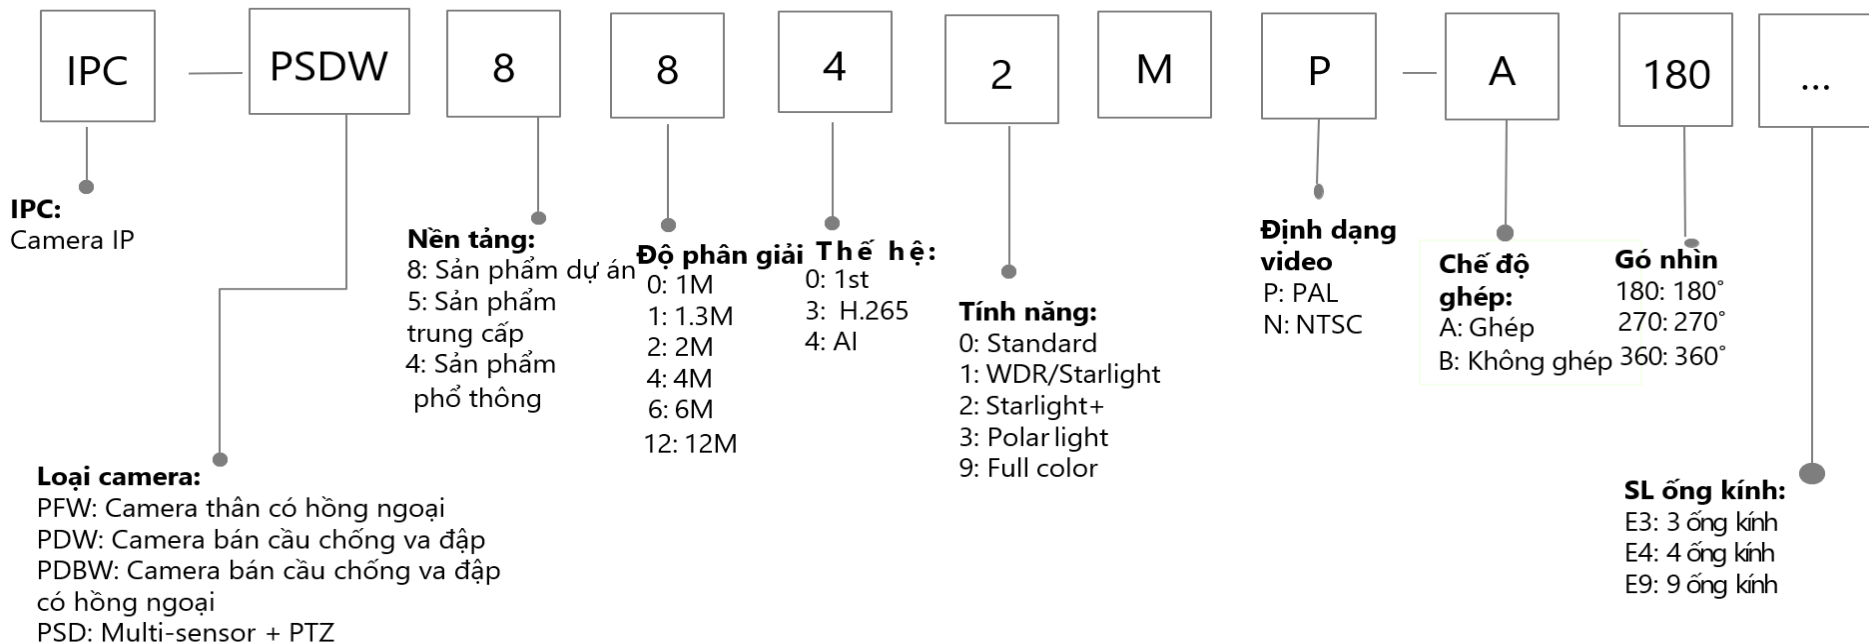 IPC PSDW 8 8 4 2 M P A 180 ...
IPC:
Camera IP
Nền tảng:
8: Sản phẩm dự án
5: Sản phẩm
trung cấp
4: Sản phẩm
phổ thông
Độ phân giải
0: 1M
1: 1.3M
2: 2M
4: 4M
6: 6M
12: 12M
Thế hệ:
0: 1st
3: H.265
4: AI
Tính năng:
0: Standard
1: WDR/Starlight
2: Starlight+
3: Polar light
9: Full color
Định dạng
video
P: PAL
N: NTSC
Chế độ
ghép:
A: Ghép
B: Không ghép
Gó nhìn
180: 180°
270: 270°
360: 360°
Loại camera:
PFW: Camera thân có hồng ngoại
PDW: Camera bán cầu chống va đập
PDBW: Camera bán cầu chống va đập
có hồng ngoại
PSD: Multi-sensor + PTZ
SL ống kính:
E3: 3 ống kính
E4: 4 ống kính
E9: 9 ống kính